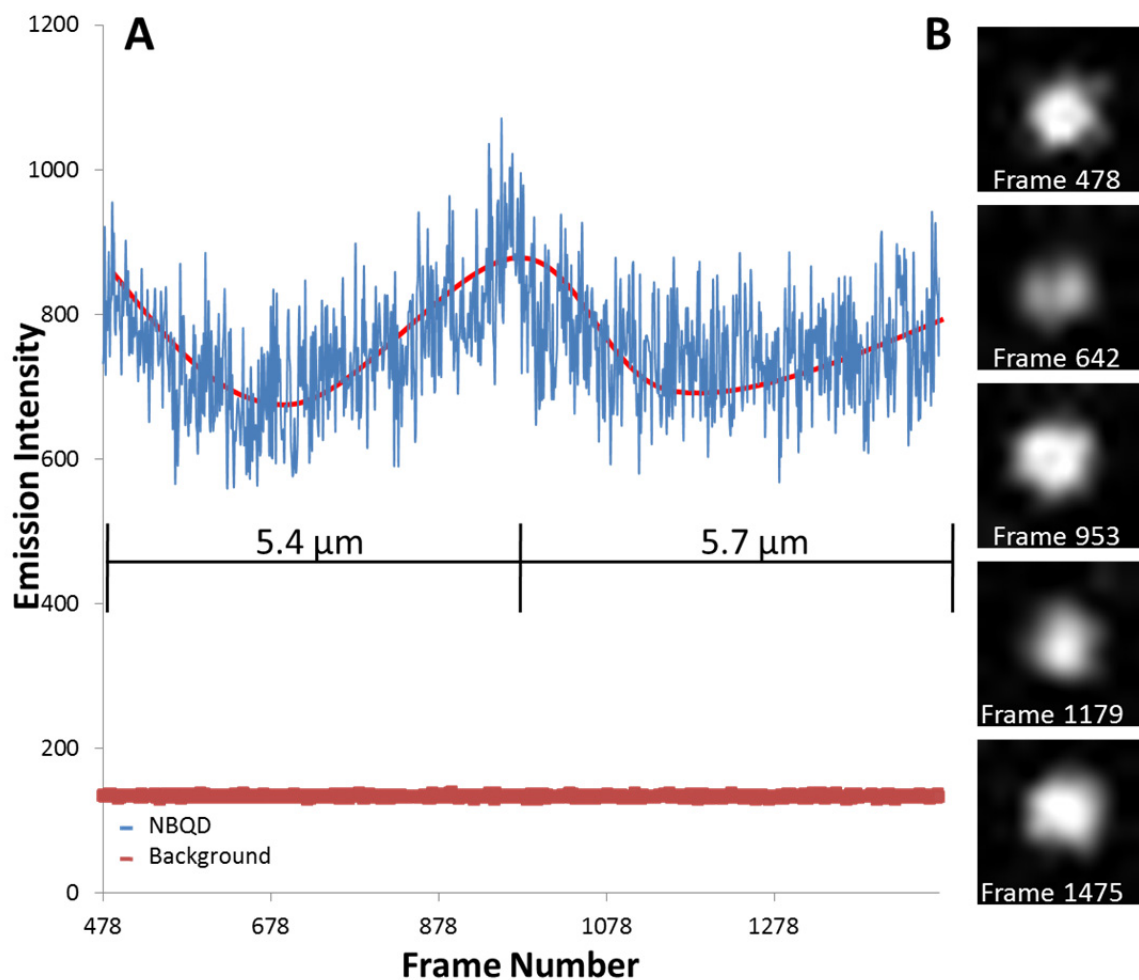 A
B
1200
1000
800
600
400
200
0
Emission Intensity
5.4 μm
5.7 μm
NBQD
Background
478
678
878
1078
1278
Frame Number
Frame 478
Frame 642
Frame 953
Frame 1179
Frame 1475